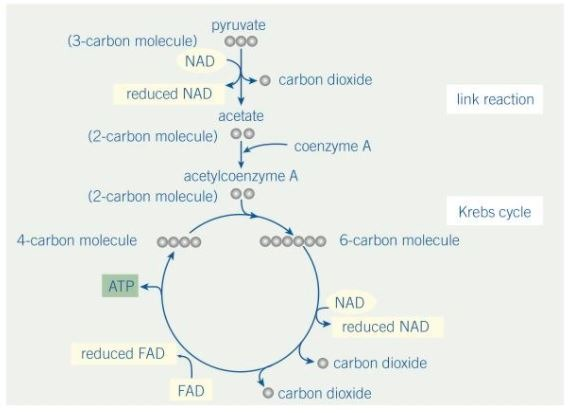 pyruvate
(3-carbon molecule)
NAD
carbon dioxide
reduced NAD
link reaction
acetate
(2-carbon molecule)
coenzyme A
acetylcoenzyme A
(2-carbon molecule)
Krebs cycle
4-carbon molecule
6-carbon molecule
ATP
NAD
reduced NAD
reduced FAD
carbon dioxide
FAD
carbon dioxide